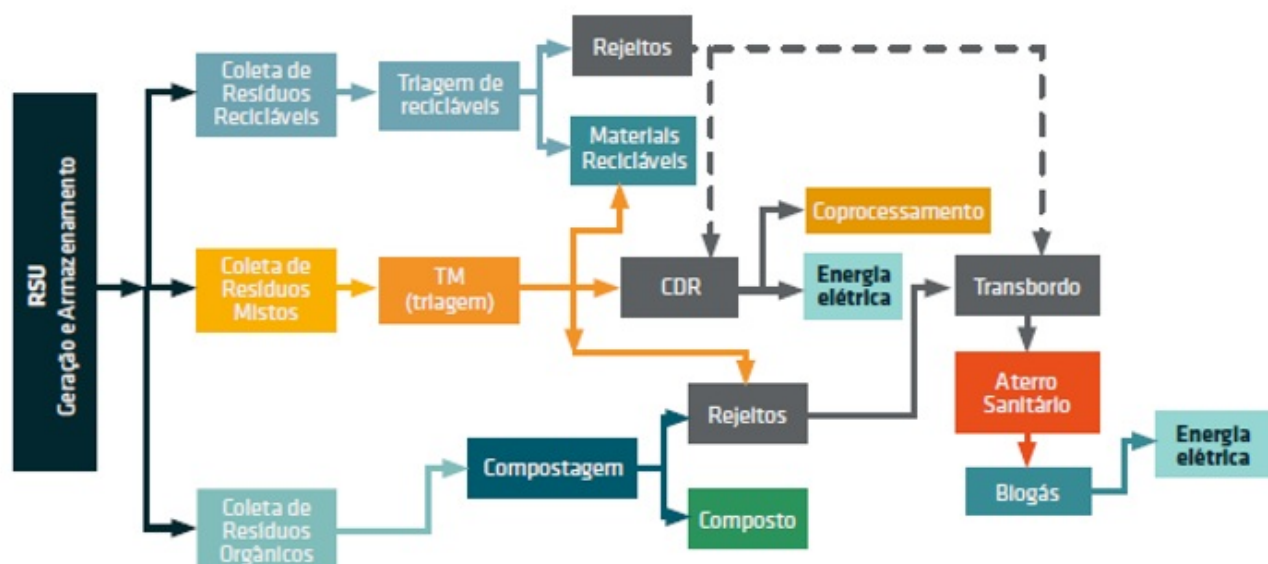 RSU
Geração e Armazenamento
Coleta de
Resíduos
Recicláveis
Triagem de
recicláveis
Rejeitos
Materiais
Recicláveis
Coleta de
Resíduos
Mistos
TM
(triagem)
CDR
Coprocessamento
Energia
elétrica
Transbordo
Aterro
Sanitário
Rejeitos
Biogás
Energia
elétrica
Compostagem
Composto
Coleta de
Resíduos
Orgânicos